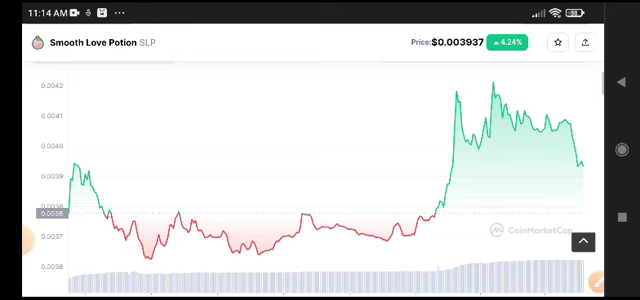 11:14 AM
Smooth Love Potion SLP
Price:$0.003937 4.24%
0.0042
0.0041
0.0040
0.0039
0.0038
0.0038
0.0037
0.0036
CoinMarketCap